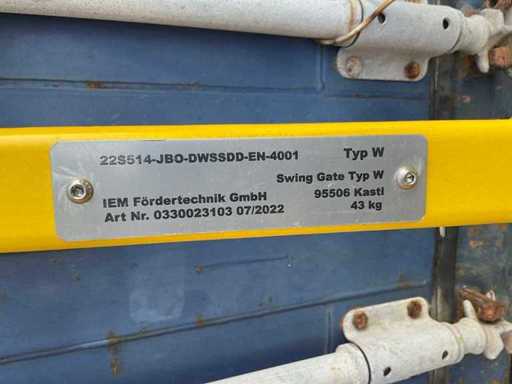 22S514-JBO-DWSSDD-EN-4001 Typ W
Swing Gate Typ W
IEM Fördertechnik GmbH 95506 Kastl
Art Nr. 0330023103 07/2022 43 kg